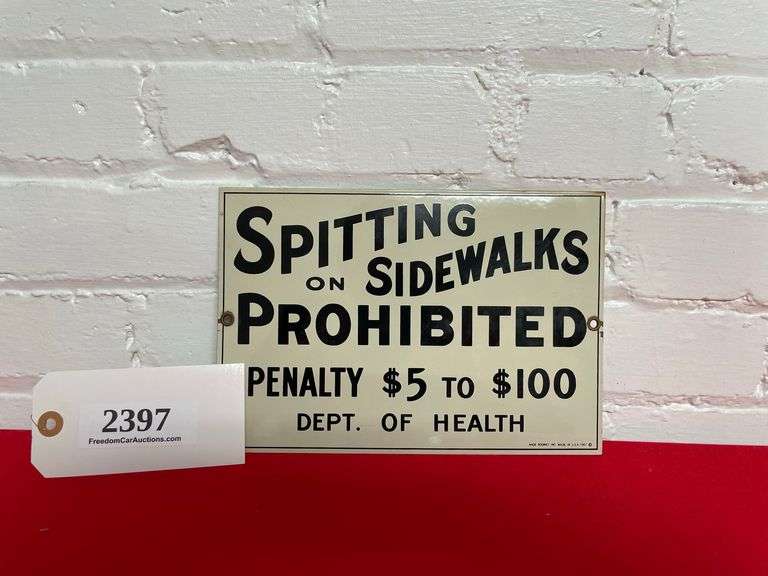 SPITTING
ON SIDEWALKS
PROHIBITED
PENALTY $5 TO $100
DEPT. OF HEALTH
2397
FreedomCarAuctions.com